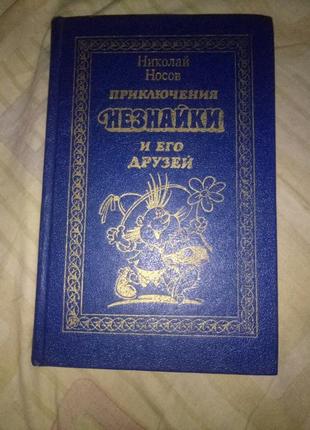 Николай
Носов
ПРИКЛЮЧЕНИЯ
НЕЗНАЙКИ
И ЕГО
ДРУЗЕЙ